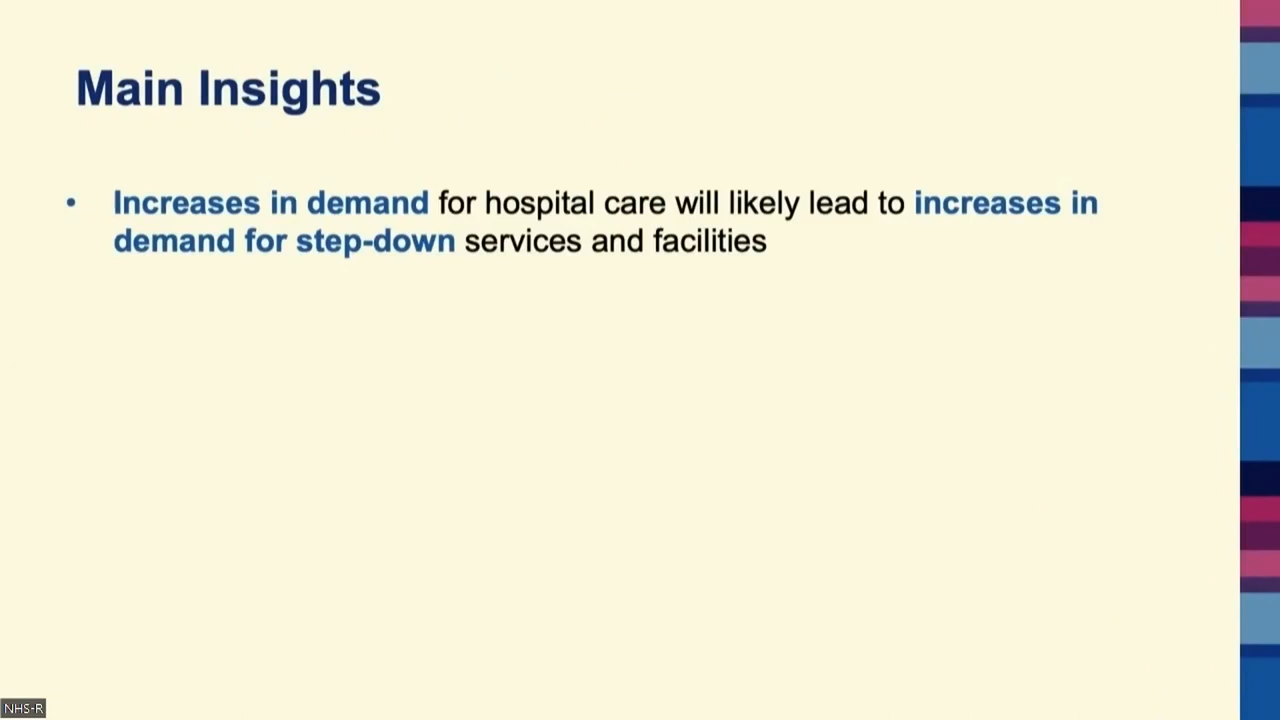 Main Insights
• Increases in demand for hospital care will likely lead to increases in
demand for step-down services and facilities
NHS-R